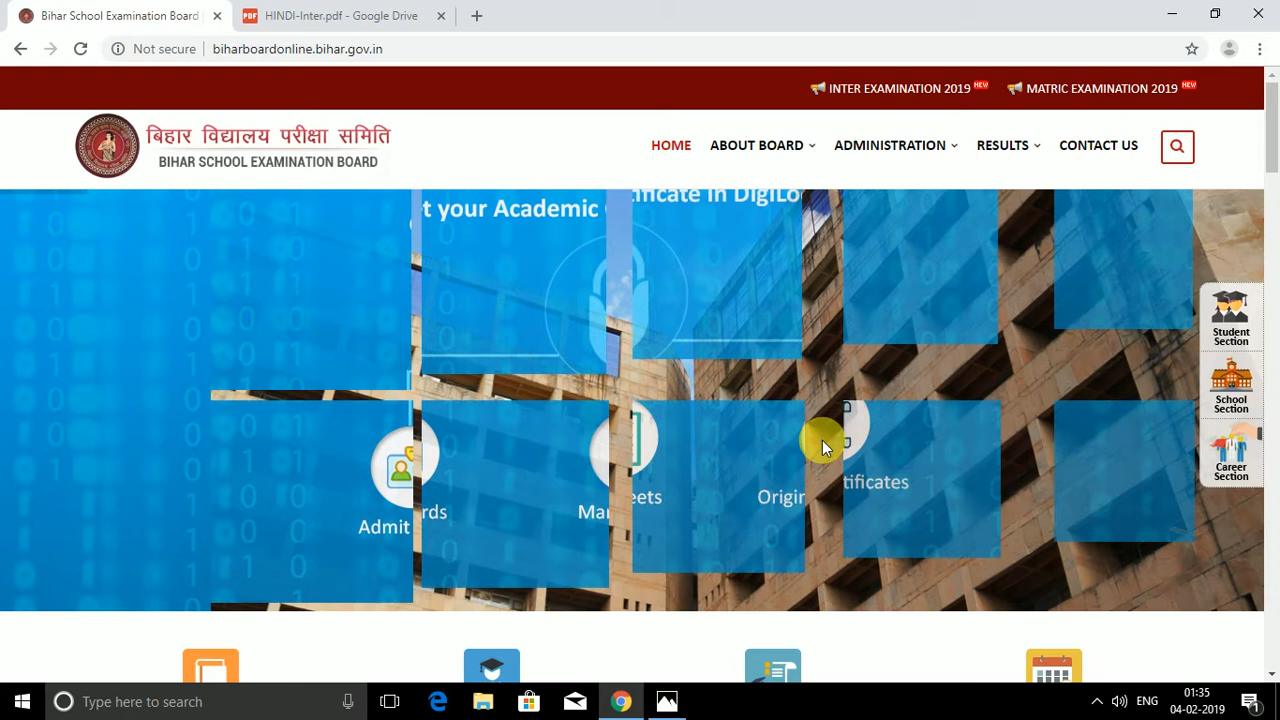 Bihar School Examination Board
HINDI-Inter.pdf - Google Drive
Not secure
biharboardonline.bihar.gov.in
INTER EXAMINATION 2019 NEW
MATRIC EXAMINATION 2019 NEW
बिहार विद्यालय परीक्षा समिति
BIHAR SCHOOL EXAMINATION BOARD
HOME
ABOUT BOARD
ADMINISTRATION
RESULTS
CONTACT US
t your Academic
tificate in DigiLo
Student
Section
School
Section
Career
Section
Admit
rds
Mar
eets
Origin
tificates
Type here to search
ENG
01:35
04-02-2019
1